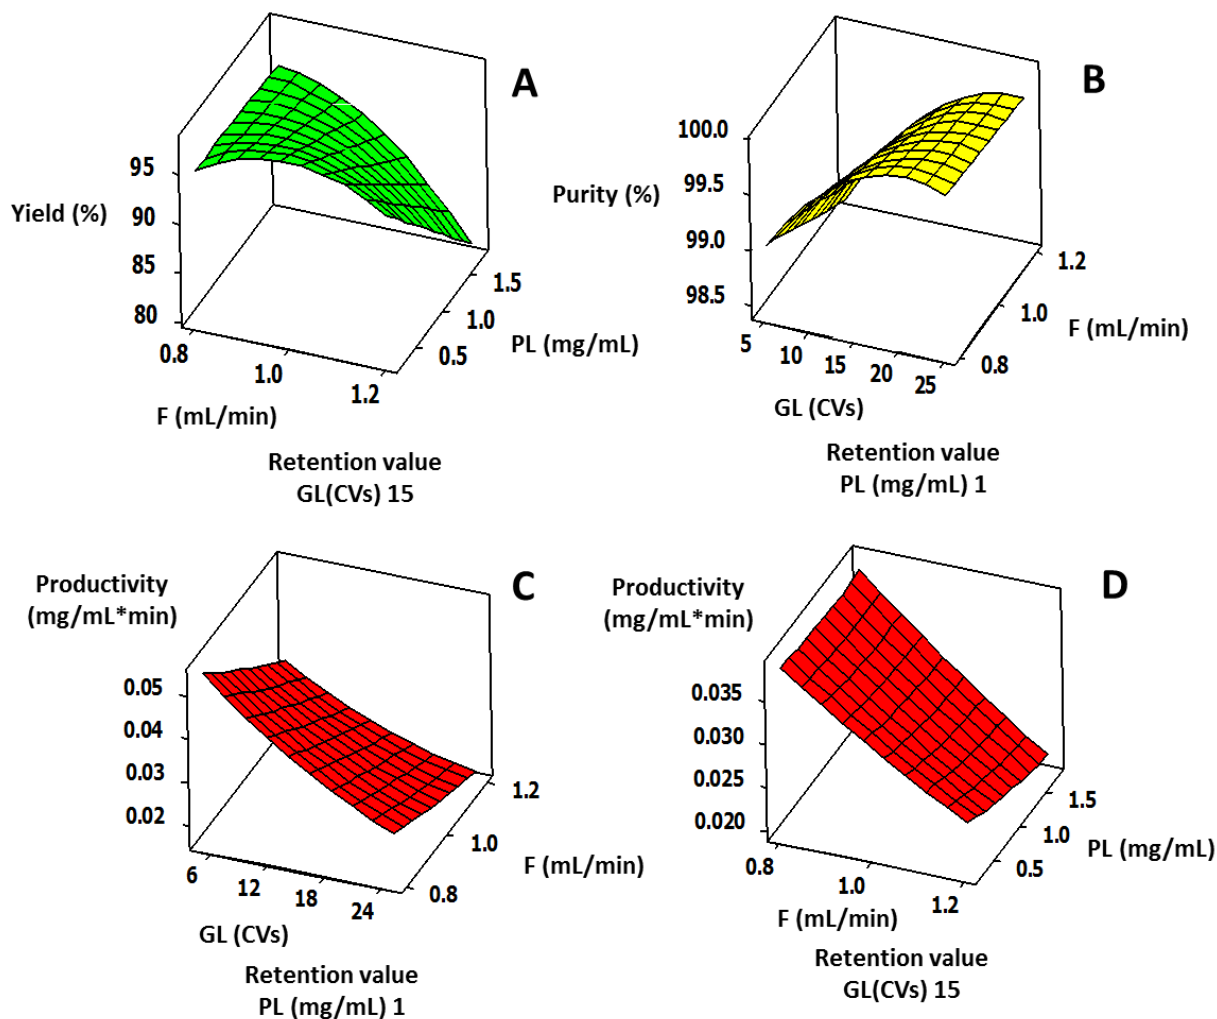 A
Yield (%)
95
90
85
80
0.8
1.0
1.2
F (mL/min)
0.5
1.0
1.5
PL (mg/mL)
Retention value
GL(CVs) 15
B
Purity (%)
100.0
99.5
99.0
98.5
5
10
15
20
25
GL (CVs)
0.8
1.0
1.2
F (mL/min)
Retention value
PL (mg/mL) 1
C
Productivity
(mg/mL*min)
0.05
0.04
0.03
0.02
6
12
18
24
GL (CVs)
0.8
1.0
1.2
F (mL/min)
Retention value
PL (mg/mL) 1
D
Productivity
(mg/mL*min)
0.035
0.030
0.025
0.020
0.8
1.0
1.2
F (mL/min)
0.5
1.0
1.5
PL (mg/mL)
Retention value
GL(CVs) 15